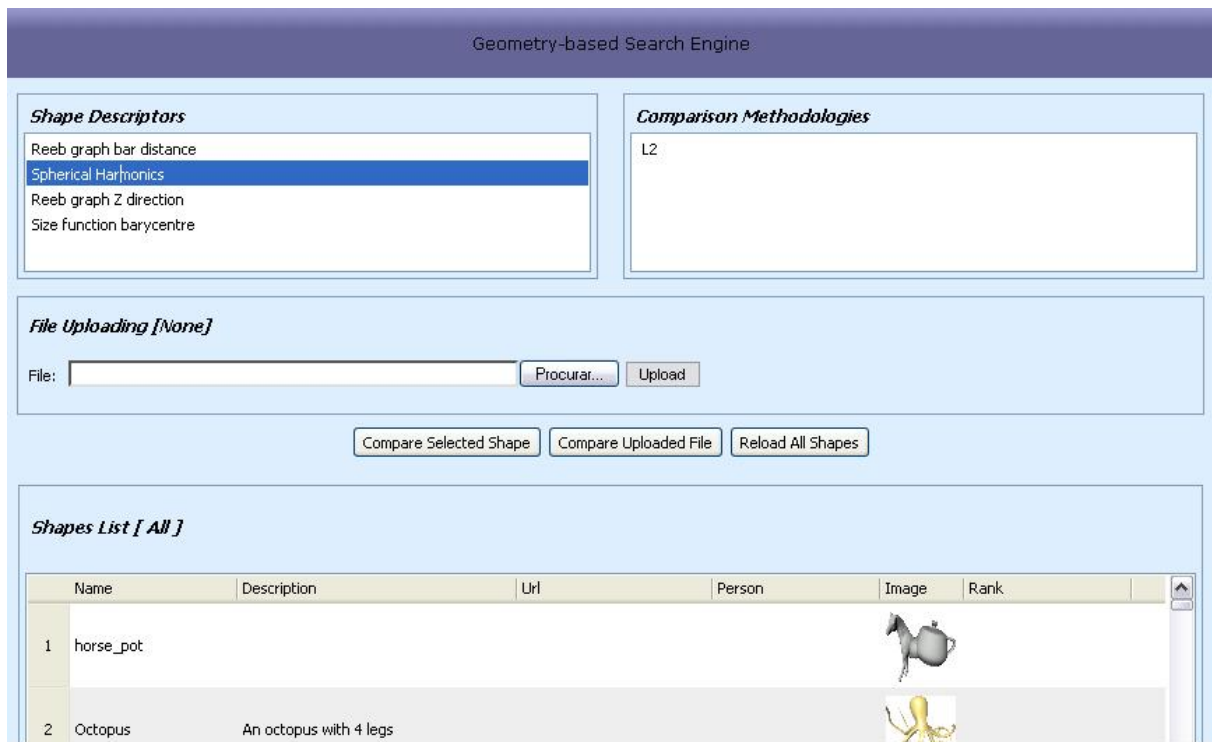 Geometry-based Search Engine
Shape Descriptors
Reeb graph bar distance
Spherical Harmonics
Reeb graph Z direction
Size function barycentre
Comparison Methodologies
L2
File Uploading [None]
File: Procurar... Upload
Compare Selected Shape Compare Uploaded File Reload All Shapes
Shapes List [ All ]
Name Description Url Person Image Rank
1 horse_pot
2 Octopus An octopus with 4 legs